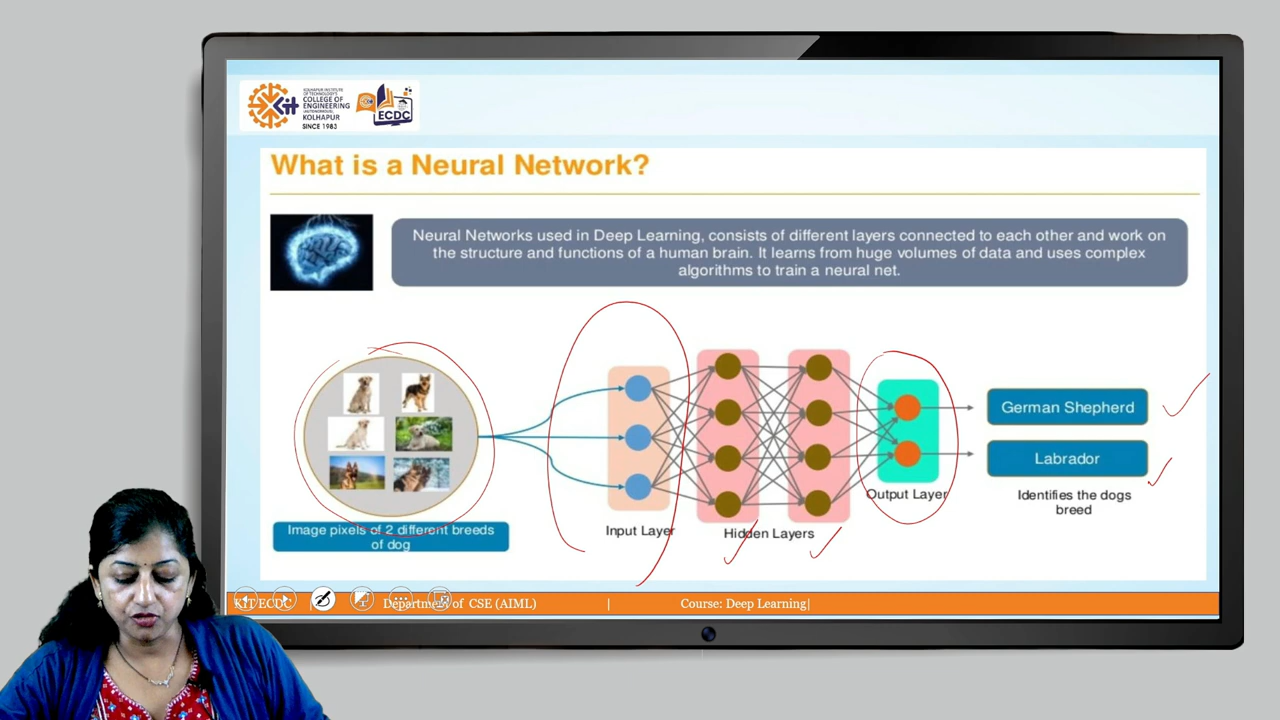 Kit
KOLHAPUR INSTITUTE
OF TECHNOLOGY'S
COLLEGE OF
ENGINEERING
(AUTONOMOUS),
KOLHAPUR
SINCE 1983
ECDC
What is a Neural Network?
Neural Networks used in Deep Learning, consists of different layers connected to each other and work on
the structure and functions of a human brain. It learns from huge volumes of data and uses complex
algorithms to train a neural net.
German Shepherd
Labrador
Identifies the dogs
breed
Output Layer
Input Layer
Hidden Layers
Image pixels of 2 different breeds
of dog
KIT/ECDC | Department of CSE (AIML) | Course: Deep Learning|